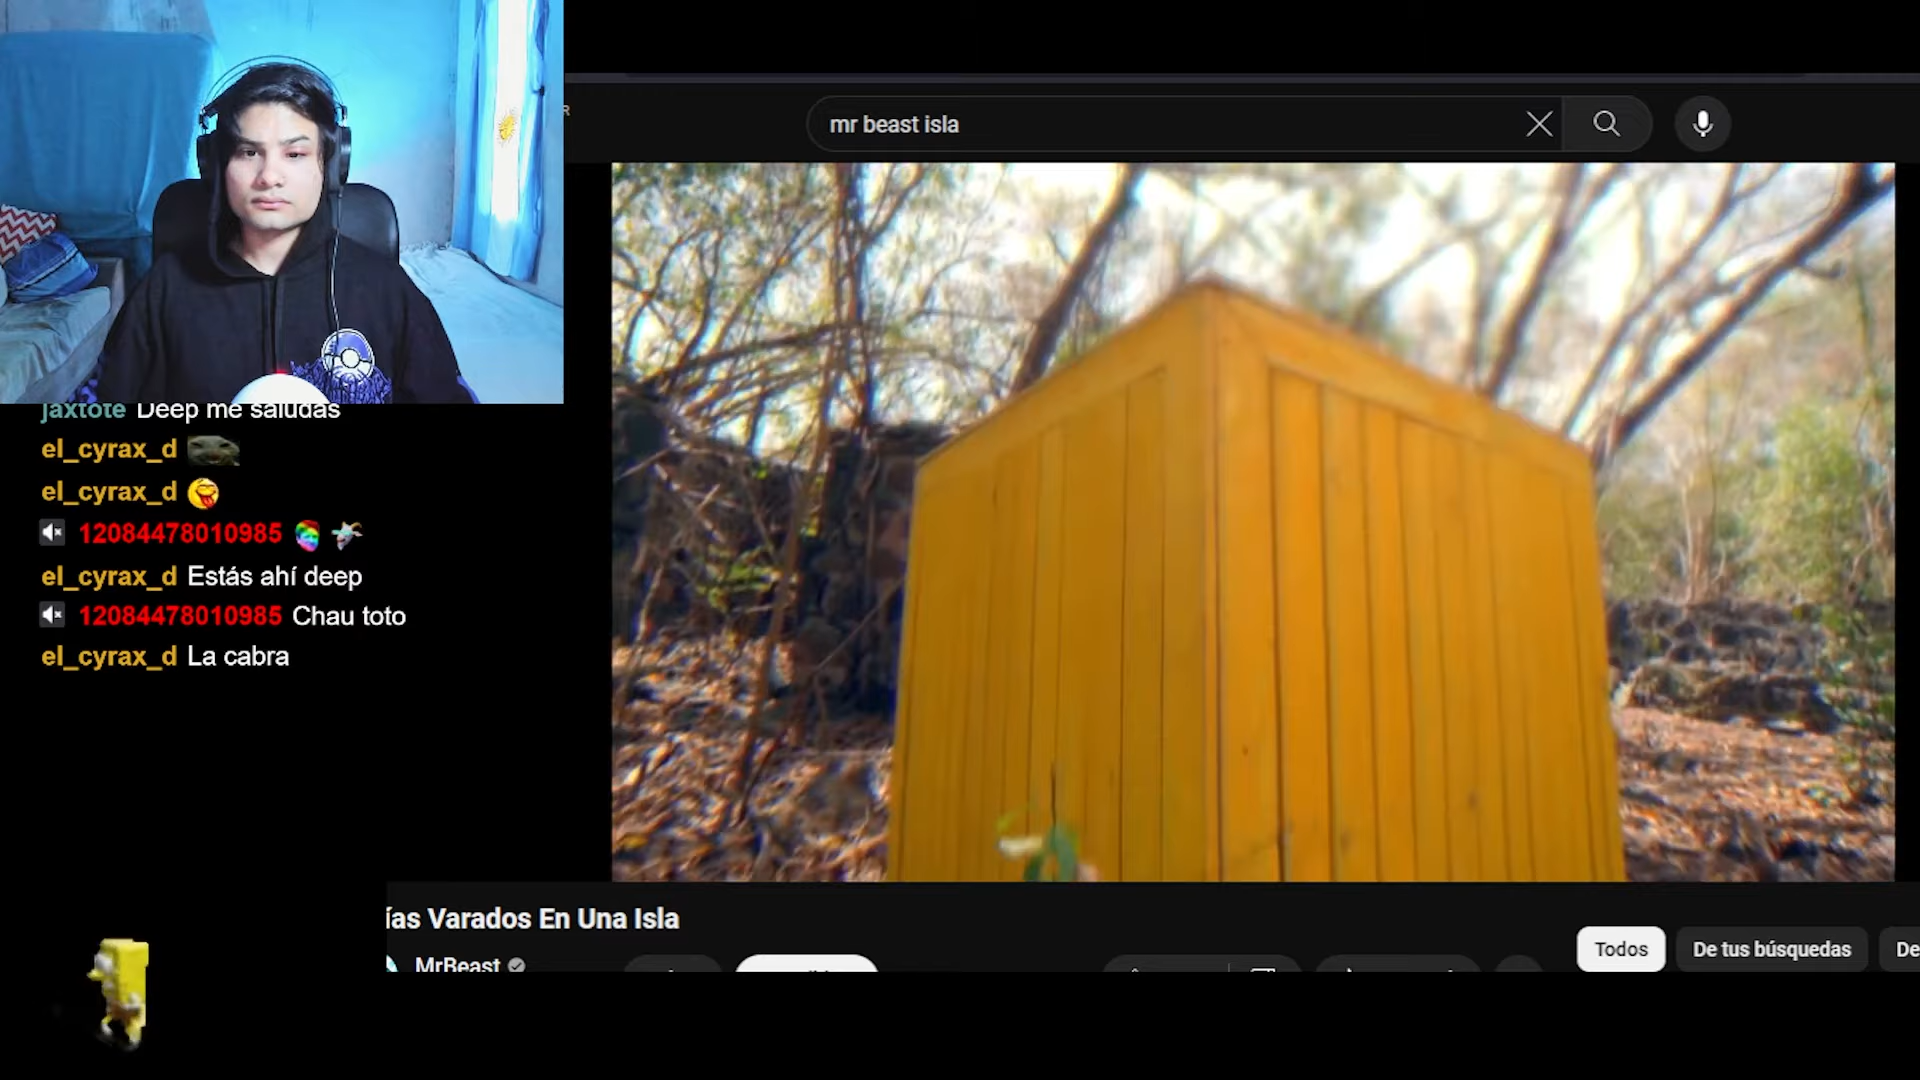 mr beast isla
jaxtote Deep me saludas
el_cyrax_d
el_cyrax_d
12084478010985
el_cyrax_d Estás ahí deep
12084478010985 Chau toto
el_cyrax_d La cabra
ías Varados En Una Isla
MrBeast
Todos
De tus búsquedas
De